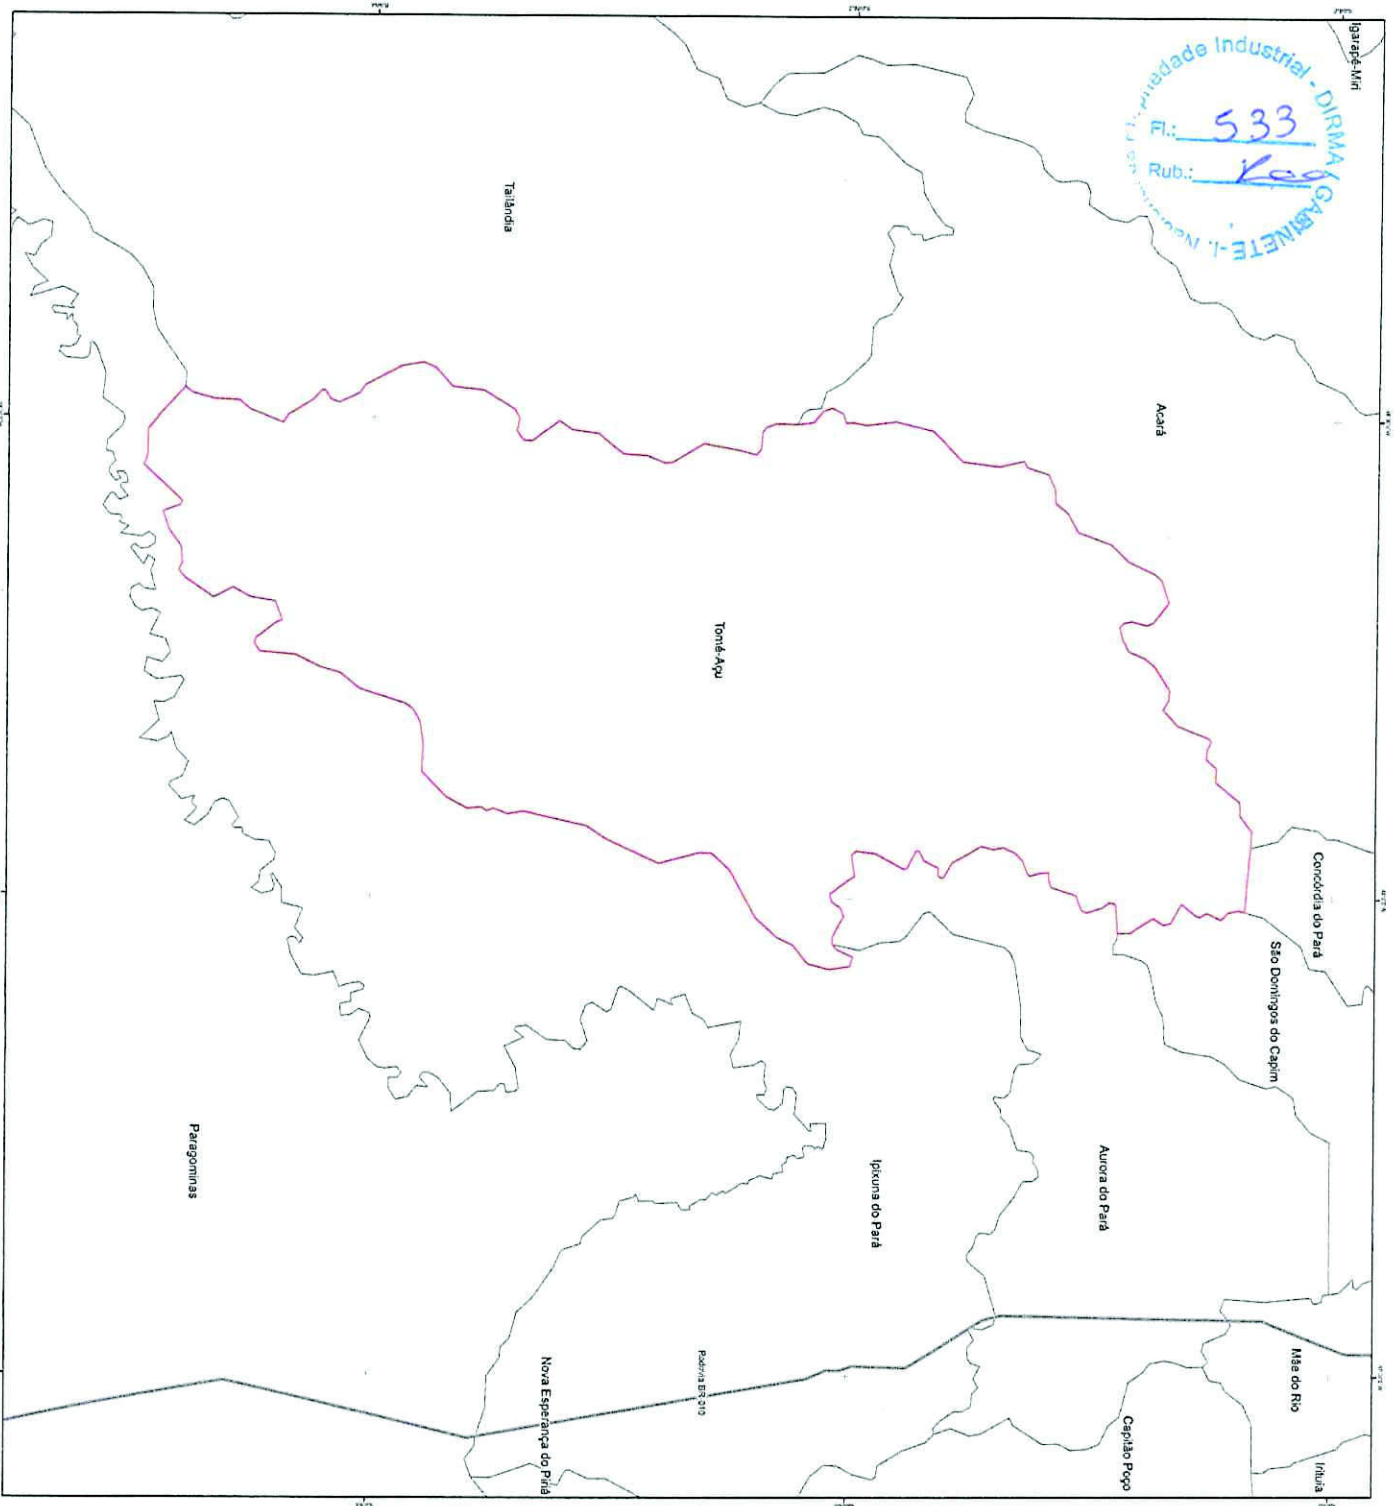 Igarapé-Miri
Acará
Concórdia do Pará
São Domingos do Capim
Mãe do Rio
Irituia
Capitão Poço
Aurora do Pará
Ipixuna do Pará
Tomé-Açu
Rodovia BR 010
Nova Esperança do Piriá
Tailândia
Paragominas
Industrial - DIRMA / GABINETE-I.
Fl.: 533
Rub.: